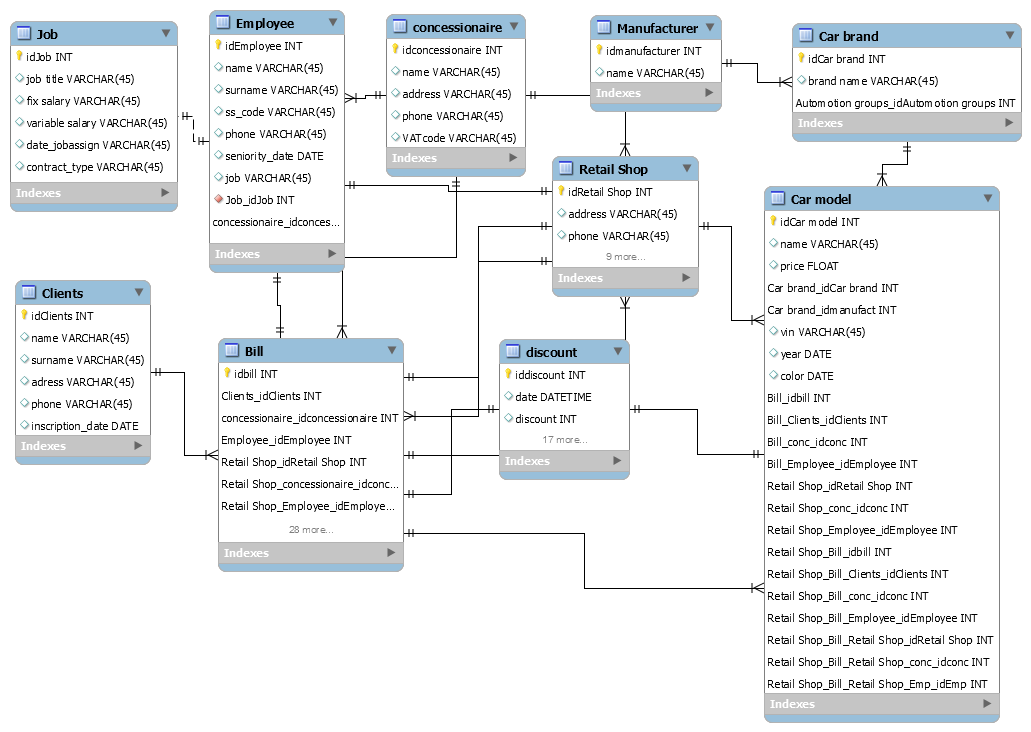 Job
idJob INT
job title VARCHAR(45)
fix salary VARCHAR(45)
variable salary VARCHAR(45)
date_jobassign VARCHAR(45)
contract_type VARCHAR(45)
Indexes
Employee
idEmployee INT
name VARCHAR(45)
surname VARCHAR(45)
ss_code VARCHAR(45)
phone VARCHAR(45)
seniority_date DATE
job VARCHAR(45)
Job_idJob INT
concessionaire_idconces...
Indexes
concessionaire
idconcessionaire INT
name VARCHAR(45)
address VARCHAR(45)
phone VARCHAR(45)
VATcode VARCHAR(45)
Indexes
Manufacturer
idmanufacturer INT
name VARCHAR(45)
Indexes
Car brand
idCar brand INT
brand name VARCHAR(45)
Automotion groups_idAutomotion groups INT
Indexes
Retail Shop
idRetail Shop INT
address VARCHAR(45)
phone VARCHAR(45)
9 more...
Indexes
Car model
idCar model INT
name VARCHAR(45)
price FLOAT
Car brand_idCar brand INT
Car brand_idmanufact INT
vin VARCHAR(45)
year DATE
color DATE
Bill_idbill INT
Bill_Clients_idClients INT
Bill_conc_idconc INT
Bill_Employee_idEmployee INT
Retail Shop_idRetail Shop INT
Retail Shop_conc_idconc INT
Retail Shop_Employee_idEmployee INT
Retail Shop_Bill_idbill INT
Retail Shop_Bill_Clients_idClients INT
Retail Shop_Bill_conc_idconc INT
Retail Shop_Bill_Employee_idEmployee INT
Retail Shop_Bill_Retail Shop_idRetail Shop INT
Retail Shop_Bill_Retail Shop_conc_idconc INT
Retail Shop_Bill_Retail_Shop_Emp_idEmp INT
Indexes
Clients
idClients INT
name VARCHAR(45)
surname VARCHAR(45)
adress VARCHAR(45)
phone VARCHAR(45)
inscription_date DATE
Indexes
Bill
idbill INT
Clients_idClients INT
concessionaire_idconcessionaire INT
Employee_idEmployee INT
Retail Shop_idRetail Shop INT
Retail Shop_concessionaire_idconc...
Retail Shop_Employee_idEmploye...
28 more...
Indexes
discount
iddiscount INT
date DATETIME
discount INT
17 more...
Indexes